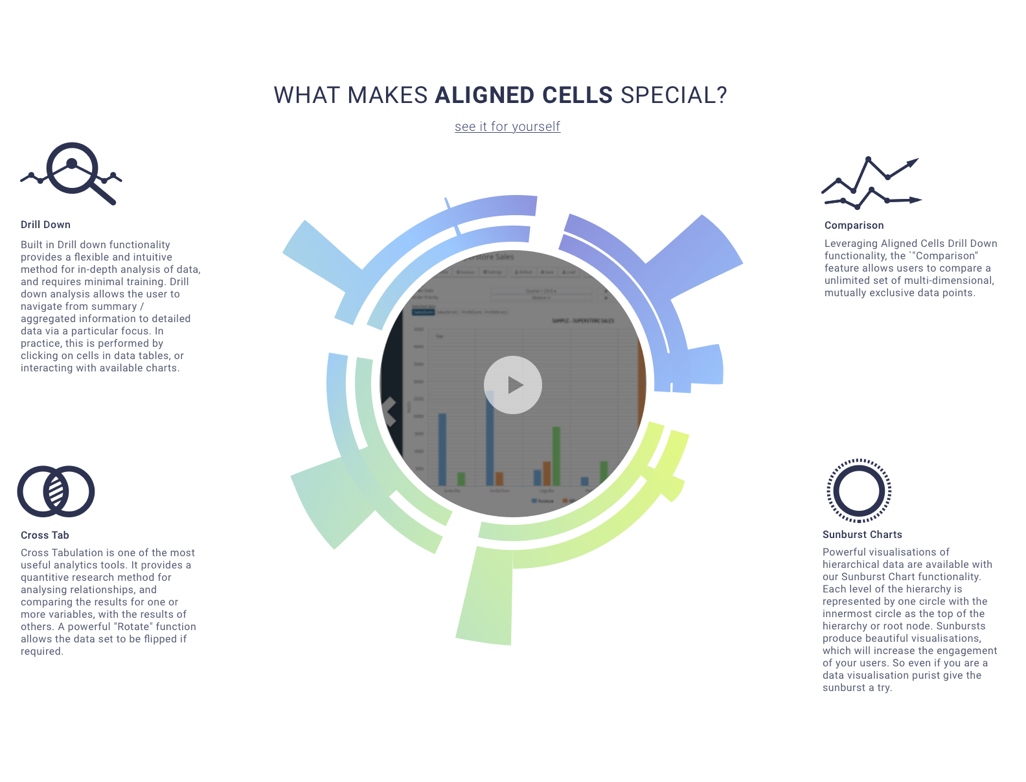 WHAT MAKES ALIGNED CELLS SPECIAL?
see it for yourself
Drill Down
Built in Drill down functionality
provides a flexible and intuitive
method for in-depth analysis of data,
and requires minimal training. Drill
down analysis allows the user to
navigate from summary /
aggregated information to detailed
data via a particular focus. In
practice, this is performed by
clicking on cells in data tables, or
interacting with available charts.
Comparison
Leveraging Aligned Cells Drill Down
functionality, the `"Comparison"
feature allows users to compare a
unlimited set of multi-dimensional,
mutually exclusive data points.
Sales
SAMPLE - SUPERSTORE SALES
Cross Tab
Cross Tabulation is one of the most
useful analytics tools. It provides a
quantitive research method for
analysing relationships, and
comparing the results for one or
more variables, with the results of
others. A powerful "Rotate" function
allows the data set to be flipped if
required.
Sunburst Charts
Powerful visualisations of
hierarchical data are available with
our Sunburst Chart functionality.
Each level of the hierarchy is
represented by one circle with the
innermost circle as the top of the
hierarchy or root node. Sunbursts
produce beautiful visualisations,
which will increase the engagement
of your users. So even if you are a
data visualisation purist give the
sunburst a try.